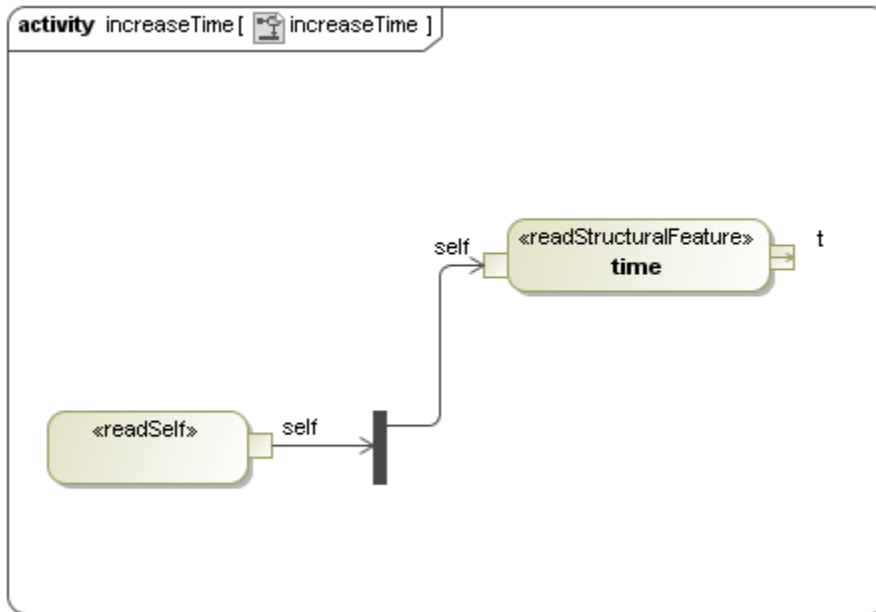 activity increaseTime[ increaseTime ]
«readStructuralFeature»
time
t
self
«readSelf»
self